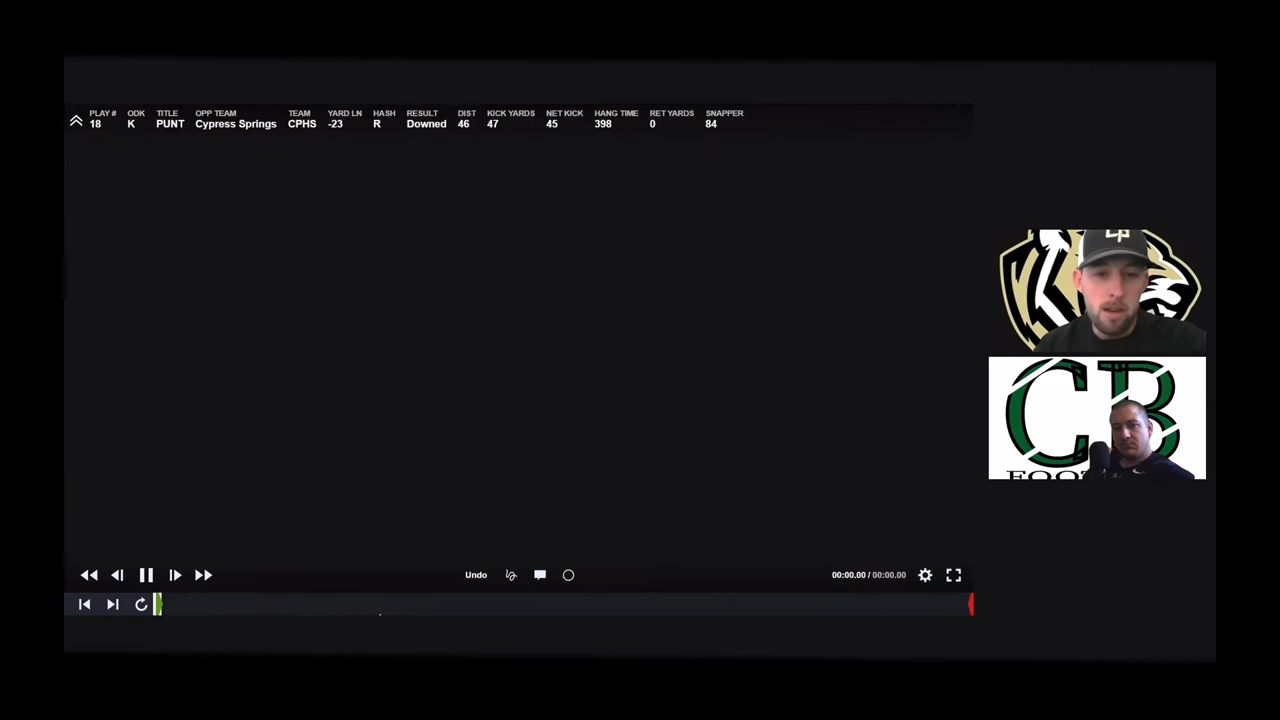 PLAY # ODK TITLE OPP TEAM TEAM YARD LN HASH RESULT DIST KICK YARDS NET KICK HANG TIME RET YARDS SNAPPER
18 K PUNT Cypress Springs CPHS -23 R Downed 46 47 45 398 0 84
CP
CB
Undo
00:00.00 / 00:00.00